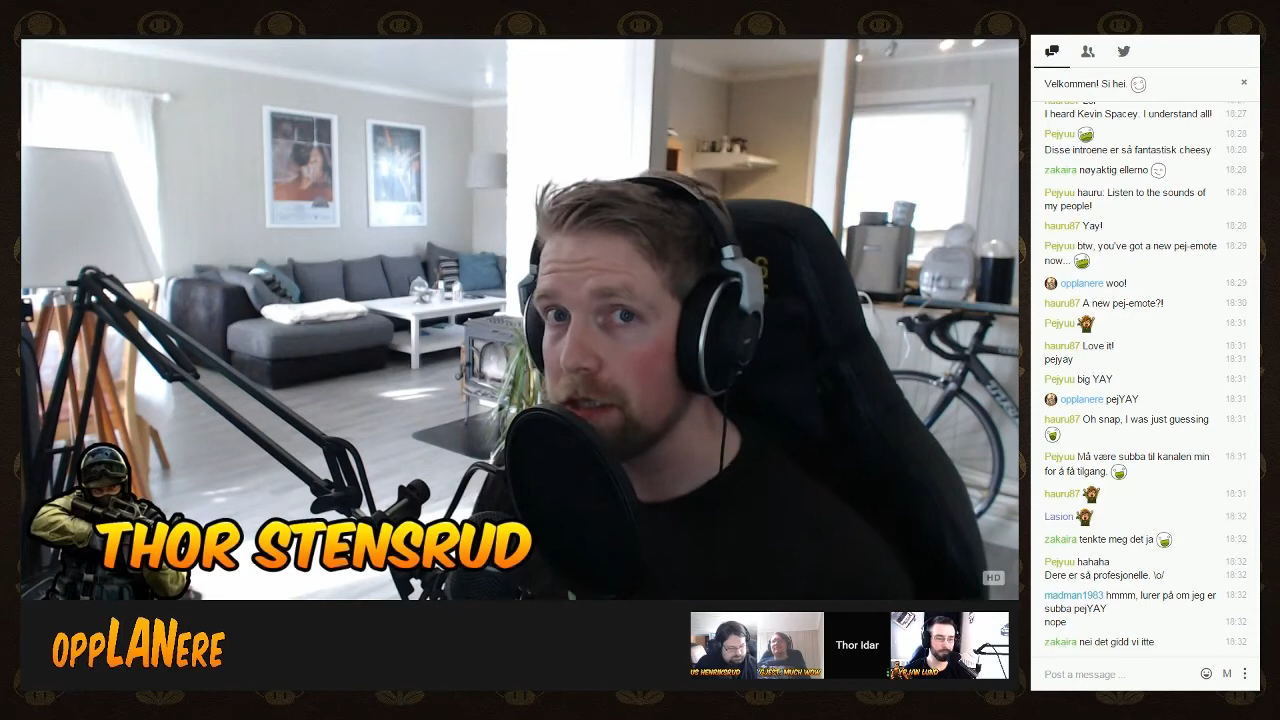 THOR STENSRUD
HD
OPPLANERE
US HENRIKSRUD
GJEST: MUCH WOW
Thor Idar
Velkommen! Si hei
I heard Kevin Spacey. I understand all! 18:27
Pejyuu 18:28
Disse introene er så fantastisk cheesy 18:28
zakaira nøyaktig ellerno 18:28
Pejyuu hauru: Listen to the sounds of 18:28
my people!
hauru87 Yay! 18:28
Pejyuu btw, you've got a new pej-emote 18:29
now...
opplanere woo! 18:29
hauru87 A new pej-emote?! 18:30
Pejyuu 18:31
hauru87 Love it! 18:31
pejyay 18:31
Pejyuu big YAY 18:31
opplanere pejYAY 18:31
hauru87 Oh snap, I was just guessing 18:31
Pejyuu Må være subba til kanalen min 18:31
for å få tilgang.
hauru87 18:31
Lasion 18:32
zakaira tenkte meg det ja 18:32
Pejyuu hahaha 18:32
Dere er så profesjonelle. \o/ 18:32
madman1983 hmmm, lurer på om jeg er 18:32
subba pejYAY
nope 18:32
zakaira nei det gidd vi itte 18:32
Post a message ...
M